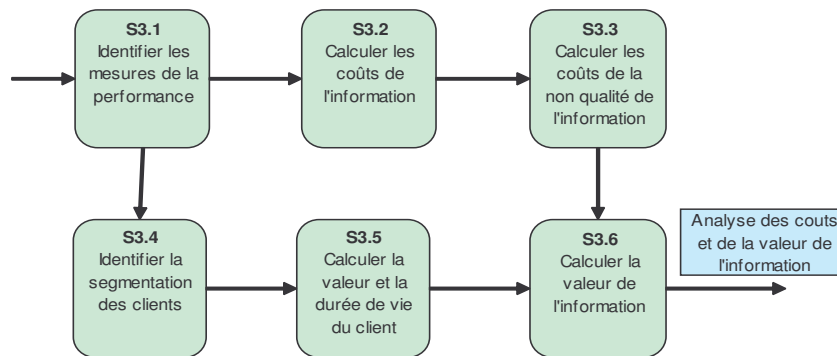 S3.1
Identifier les
mesures de la
performance
S3.2
Calculer les
coûts de
l'information
S3.3
Calculer les
coûts de la
non qualité de
l'information
S3.4
Identifier la
segmentation
des clients
S3.5
Calculer la
valeur et la
durée de vie
du client
S3.6
Calculer la
valeur de
l'information
Analyse des couts
et de la valeur de
l'information